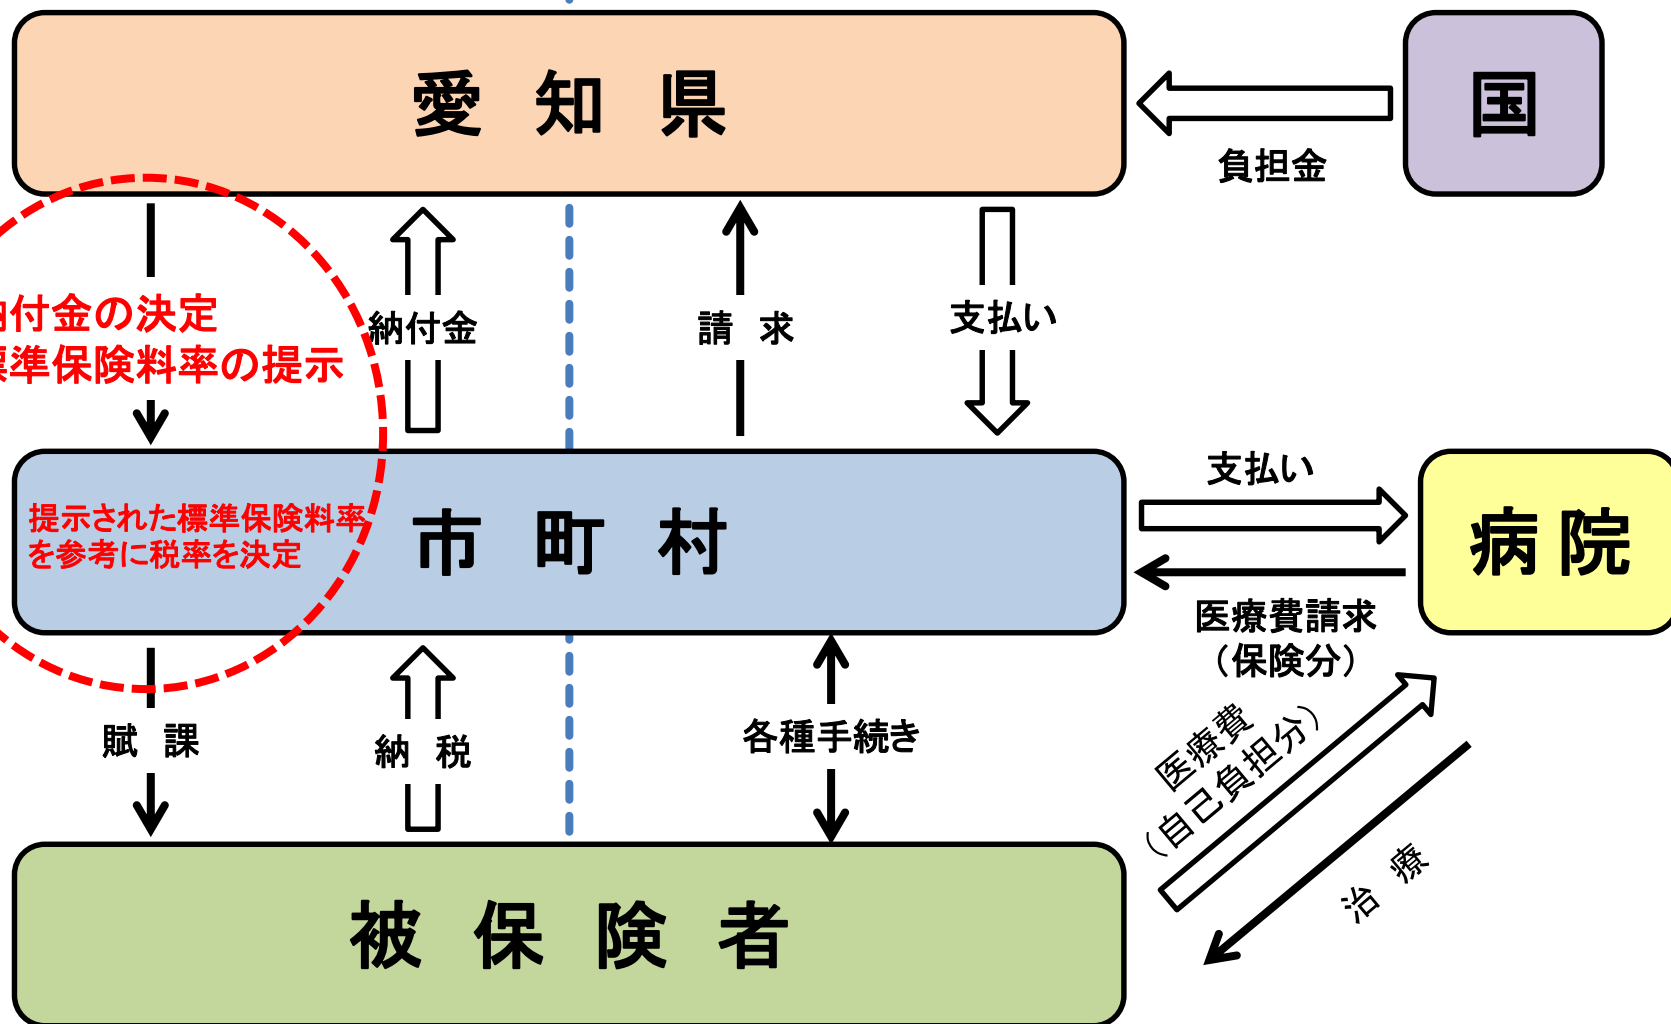 愛知県
国
負担金
付金の決定
準保険料率の提示
納付金
請求
支払い
提示された標準保険料率
を参考に税率を決定
市町村
支払い
病院
医療費請求
（保険分）
賦課
納税
各種手続き
医療費
（自己負担分）
治療
被保険者